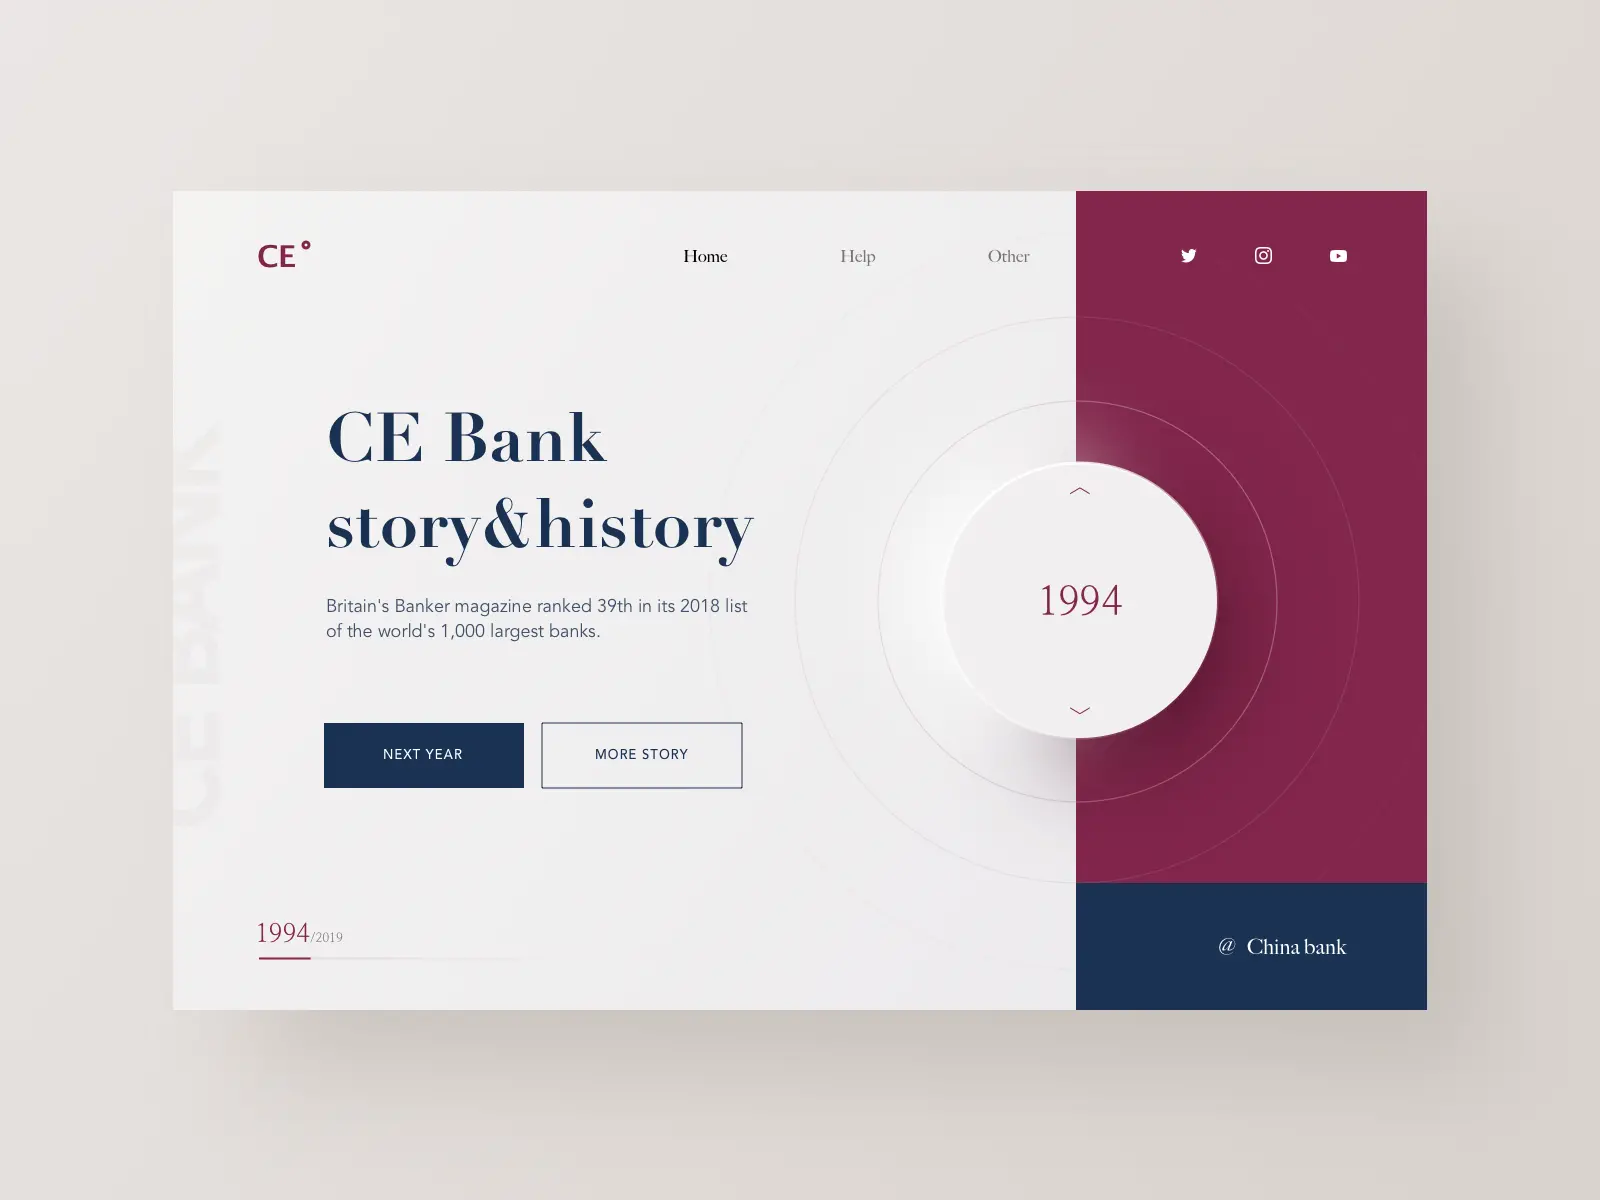 CE
Home
Help
Other
CE Bank
story&history
Britain's Banker magazine ranked 39th in its 2018 list
of the world's 1,000 largest banks.
NEXT YEAR
MORE STORY
1994
CE BANK
1994/2019
@ China bank